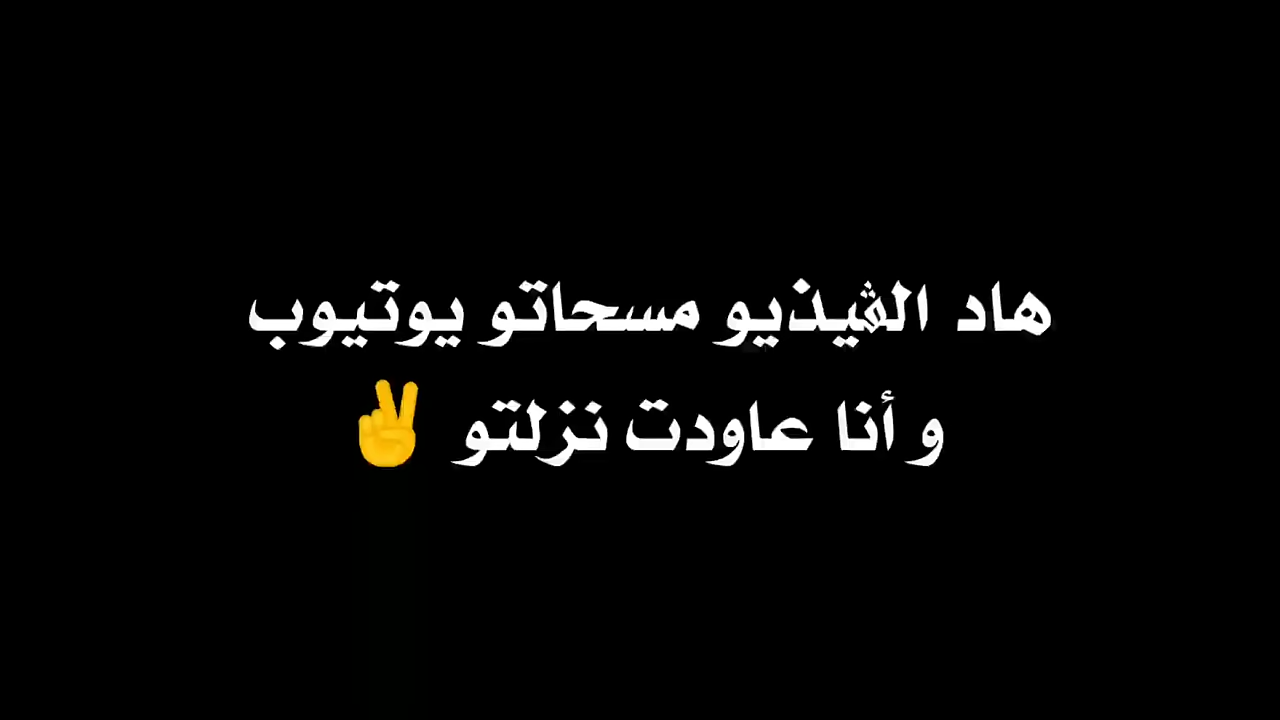 هاد الڤيذيو مسحاتو يوتيوب
و أنا عاودت نزلتو ✌